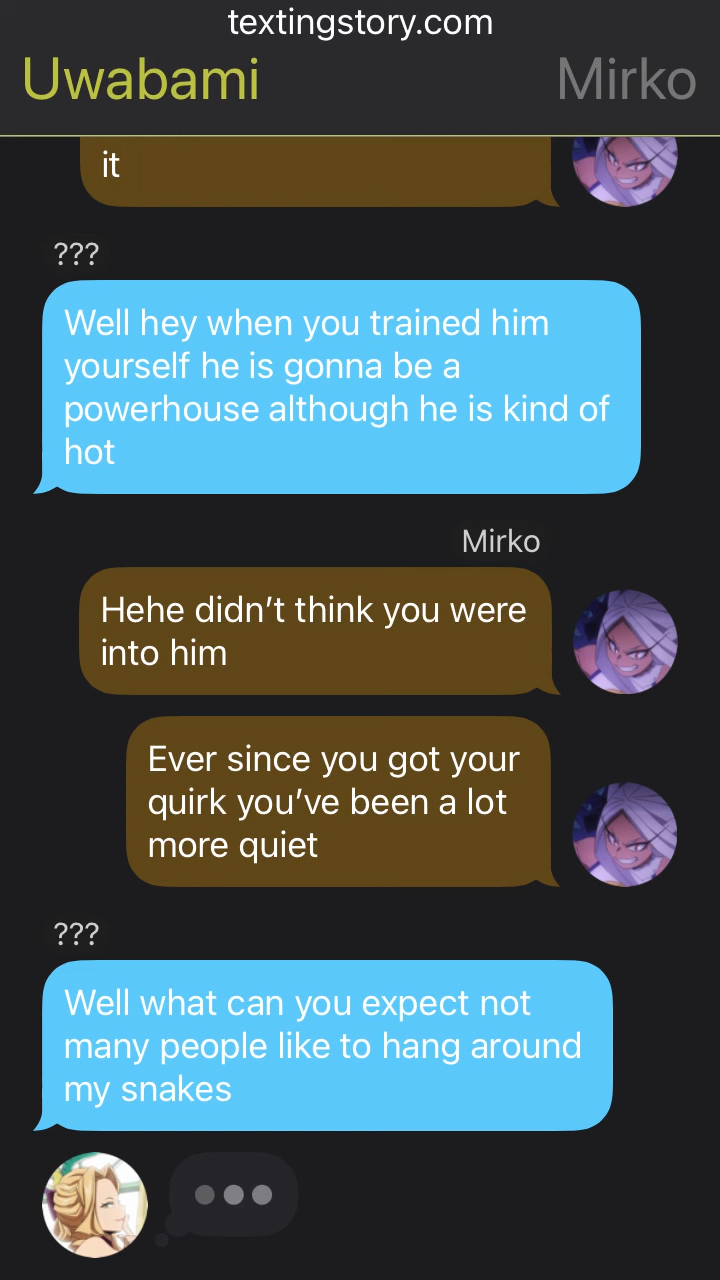 textingstory.com
Uwabami Mirko
it
???
Well hey when you trained him
yourself he is gonna be a
powerhouse although he is kind of
hot
Mirko
Hehe didn’t think you were
into him
Ever since you got your
quirk you’ve been a lot
more quiet
???
Well what can you expect not
many people like to hang around
my snakes